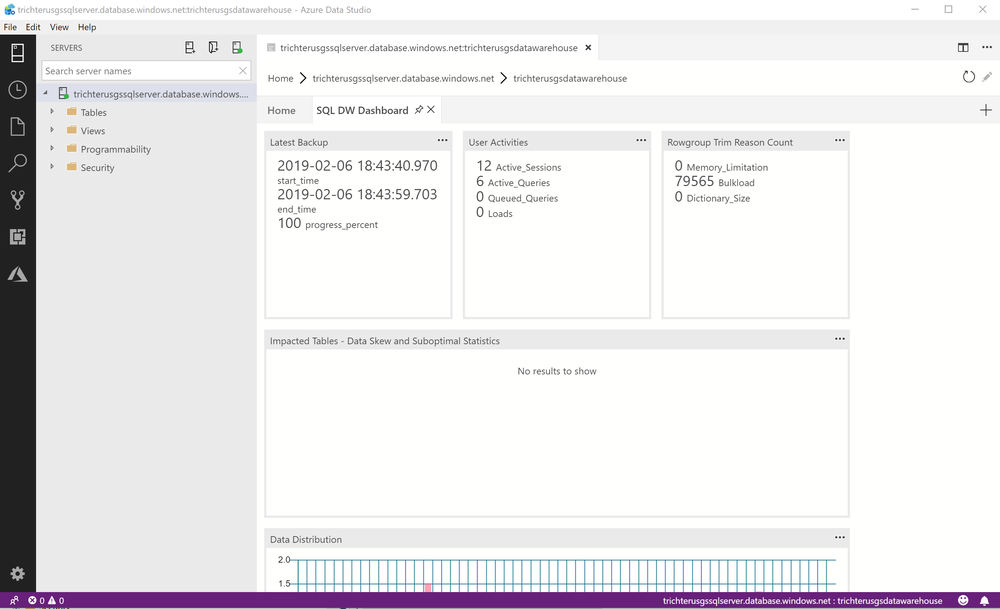 trichterusgssqlserver.database.windows.net:trichterusgsdatawarehouse - Azure Data Studio
File Edit View Help
SERVERS
Search server names
trichterusgssqlserver.database.windows....
Tables
Views
Programmability
Security
trichterusgssqlserver.database.windows.net:trichterusgsdatawarehouse
Home trichterusgssqlserver.database.windows.net trichterusgsdatawarehouse
Home SQL DW Dashboard
Latest Backup
2019-02-06 18:43:40.970
start_time
2019-02-06 18:43:59.703
end_time
100 progress_percent
User Activities
12 Active_Sessions
6 Active_Queries
0 Queued_Queries
0 Loads
Rowgroup Trim Reason Count
0 Memory_Limitation
79565 Bulkload
0 Dictionary_Size
Impacted Tables - Data Skew and Suboptimal Statistics
No results to show
Data Distribution
2.0
1.5
0 0 trichterusgssqlserver.database.windows.net : trichterusgsdatawarehouse